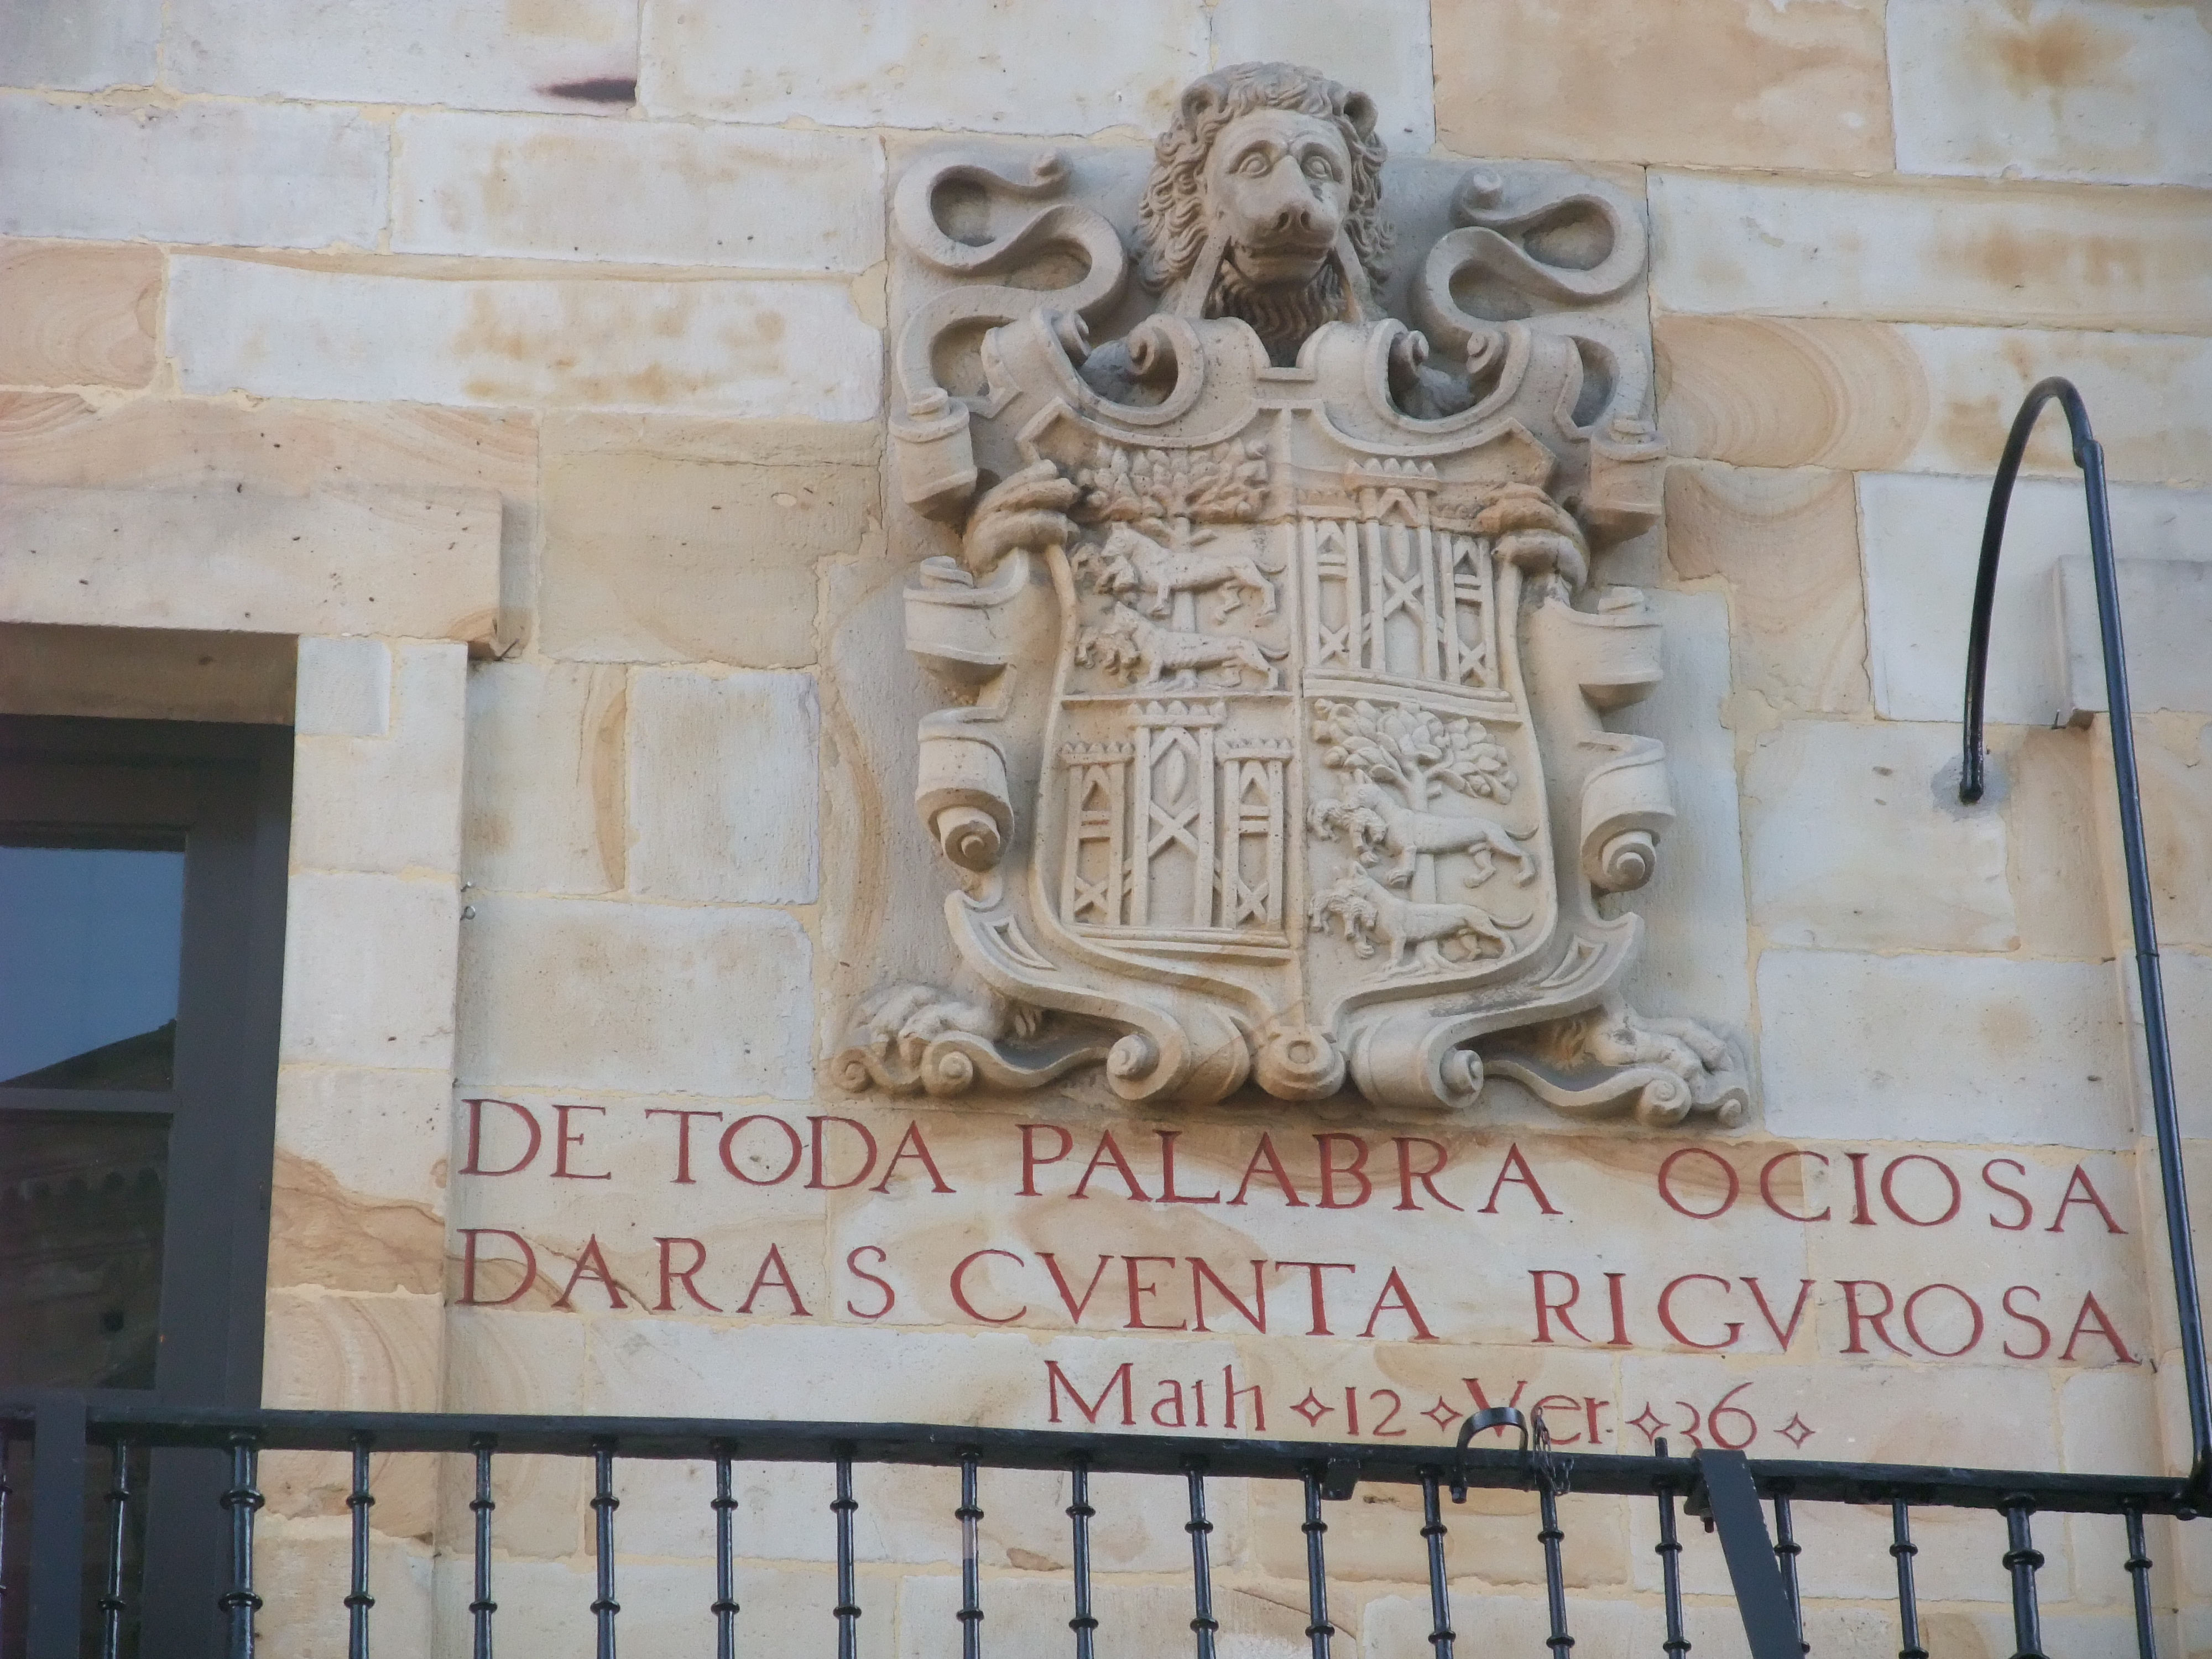 DE TODA PALABRA OCIOSA
DARAS CVENTA RIGVROSA
Math 12 Ver. 36